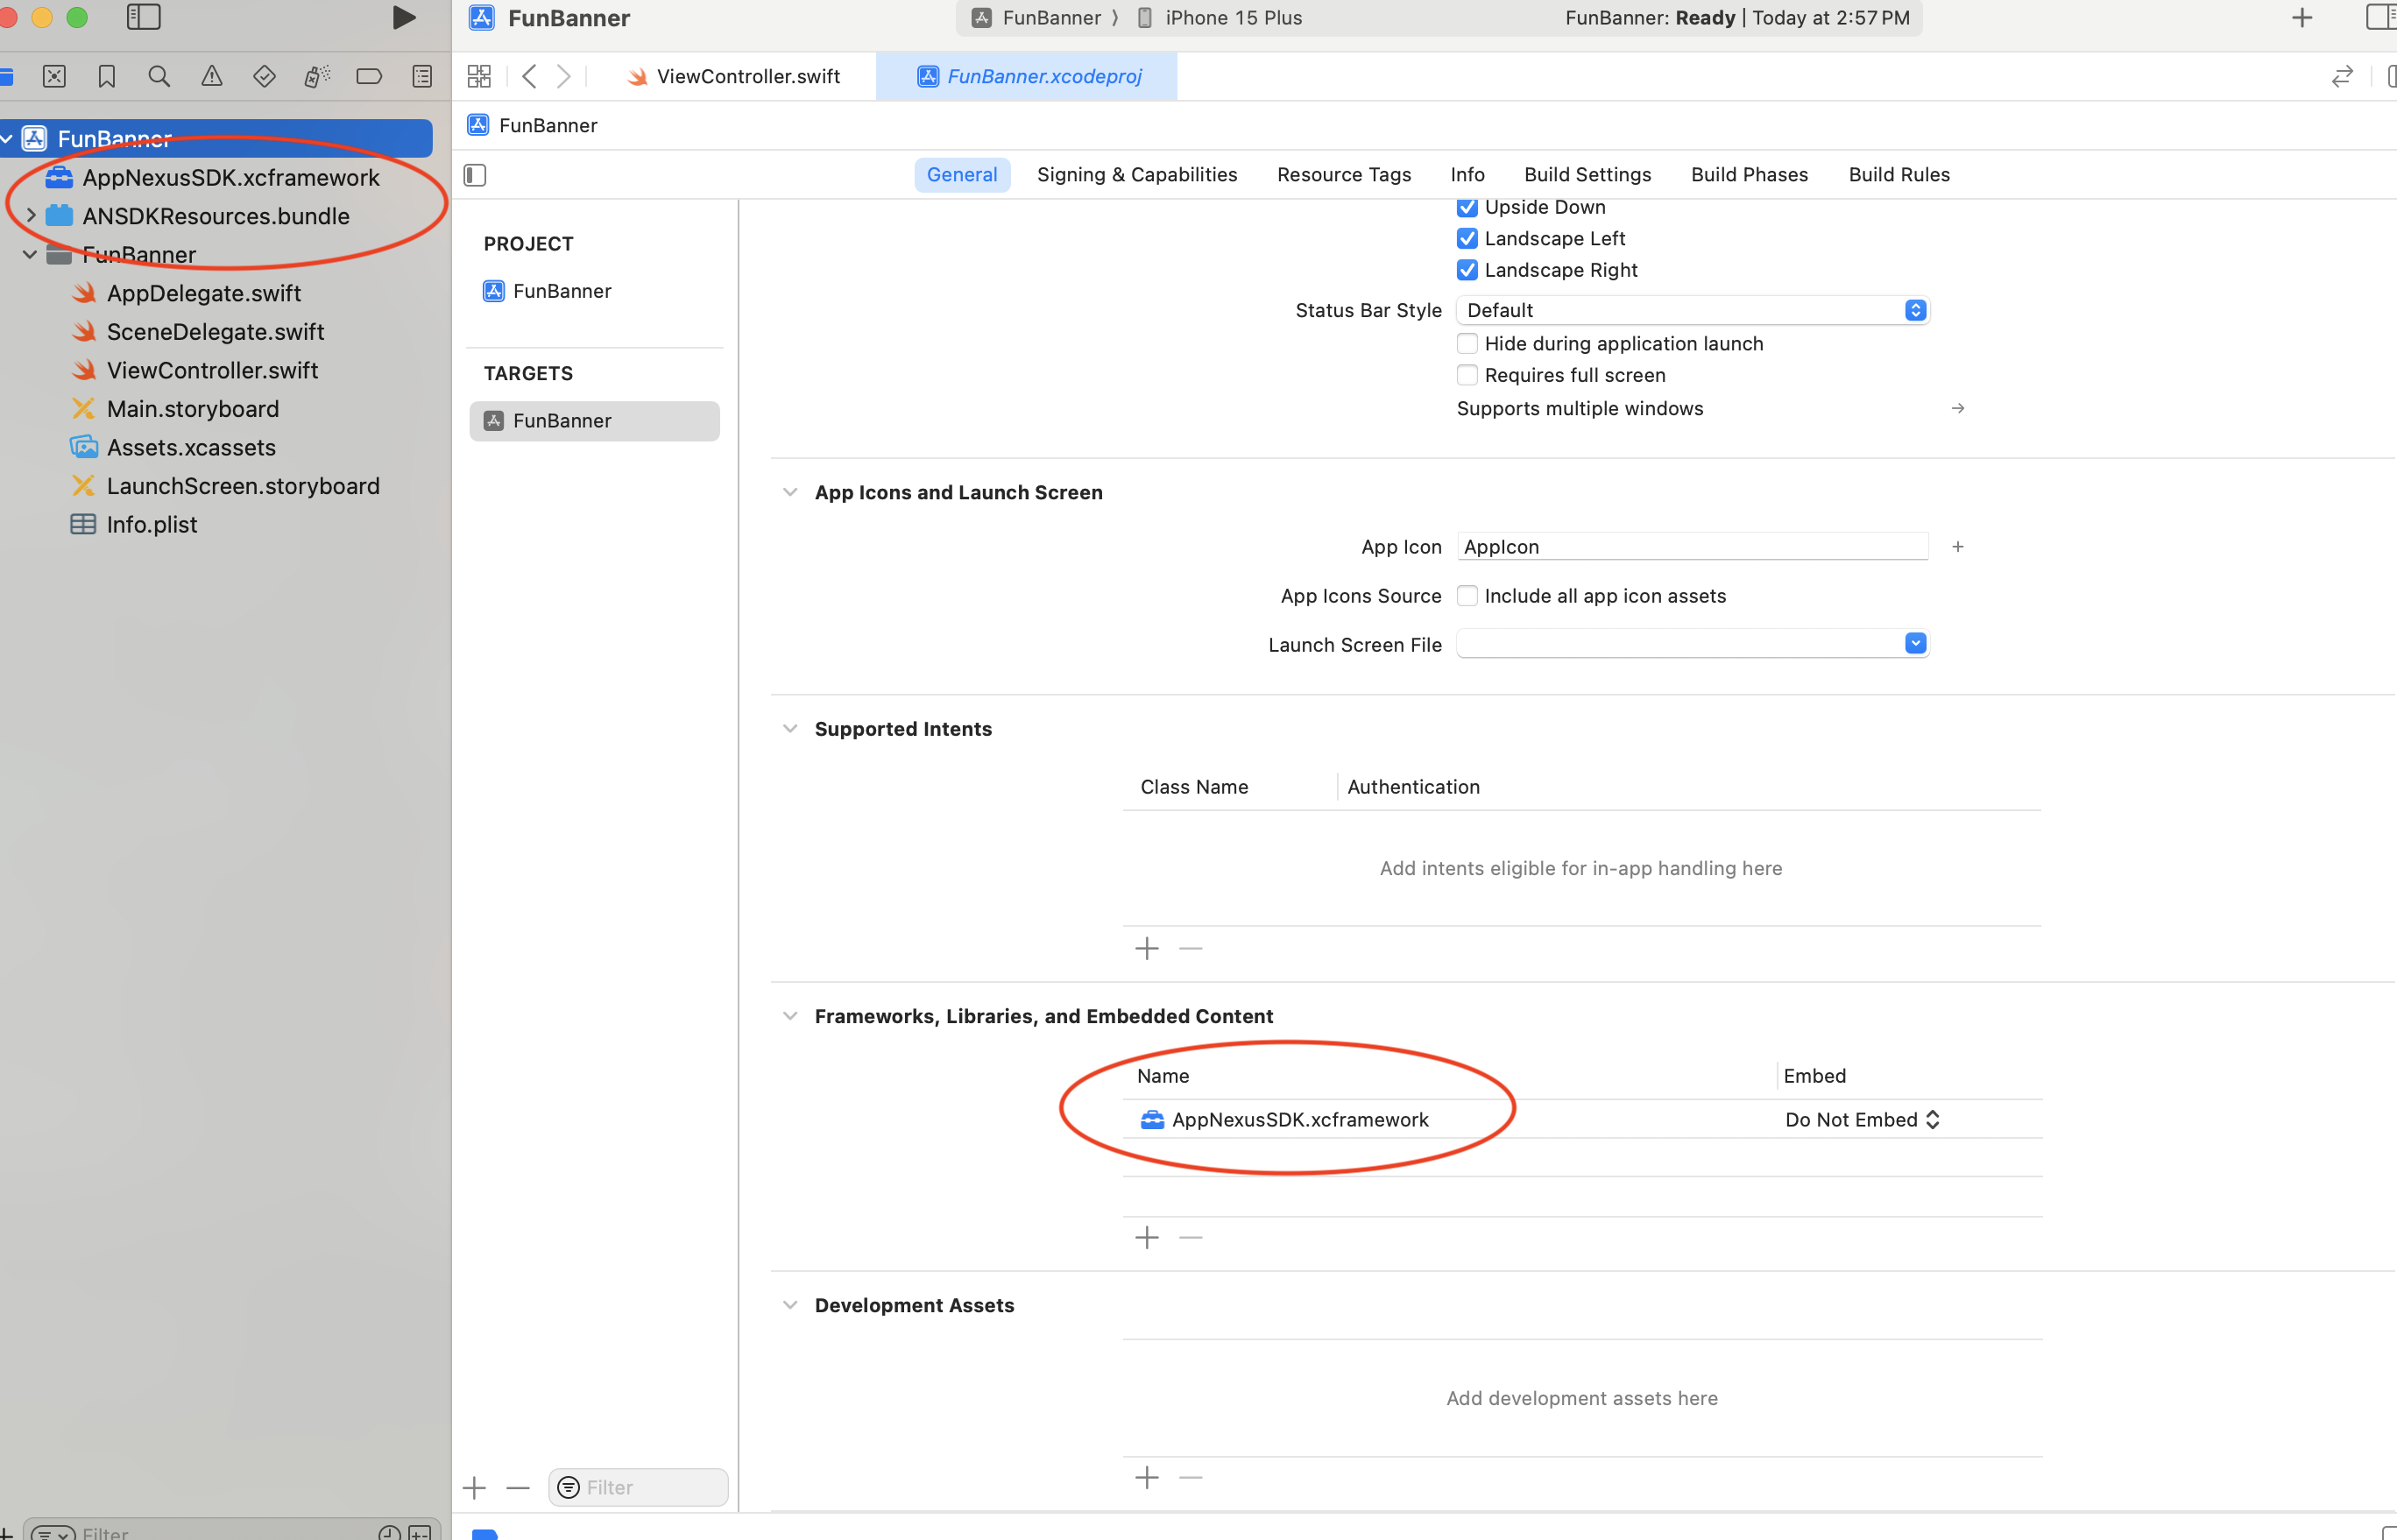 FunBanner
FunBanner 〉 iPhone 15 Plus
FunBanner: Ready | Today at 2:57 PM
ViewController.swift
FunBanner.xcodeproj
FunBanner
AppNexusSDK.xcframework
ANSDKResources.bundle
FunBanner
AppDelegate.swift
SceneDelegate.swift
ViewController.swift
Main.storyboard
Assets.xcassets
LaunchScreen.storyboard
Info.plist
Filter
FunBanner
General Signing & Capabilities Resource Tags Info Build Settings Build Phases Build Rules
PROJECT
FunBanner
TARGETS
FunBanner
Filter
Upside Down
Landscape Left
Landscape Right
Status Bar Style Default
Hide during application launch
Requires full screen
Supports multiple windows
App Icons and Launch Screen
App Icon AppIcon
App Icons Source Include all app icon assets
Launch Screen File
Supported Intents
Class Name Authentication
Add intents eligible for in-app handling here
Frameworks, Libraries, and Embedded Content
Name Embed
AppNexusSDK.xcframework Do Not Embed
Development Assets
Add development assets here